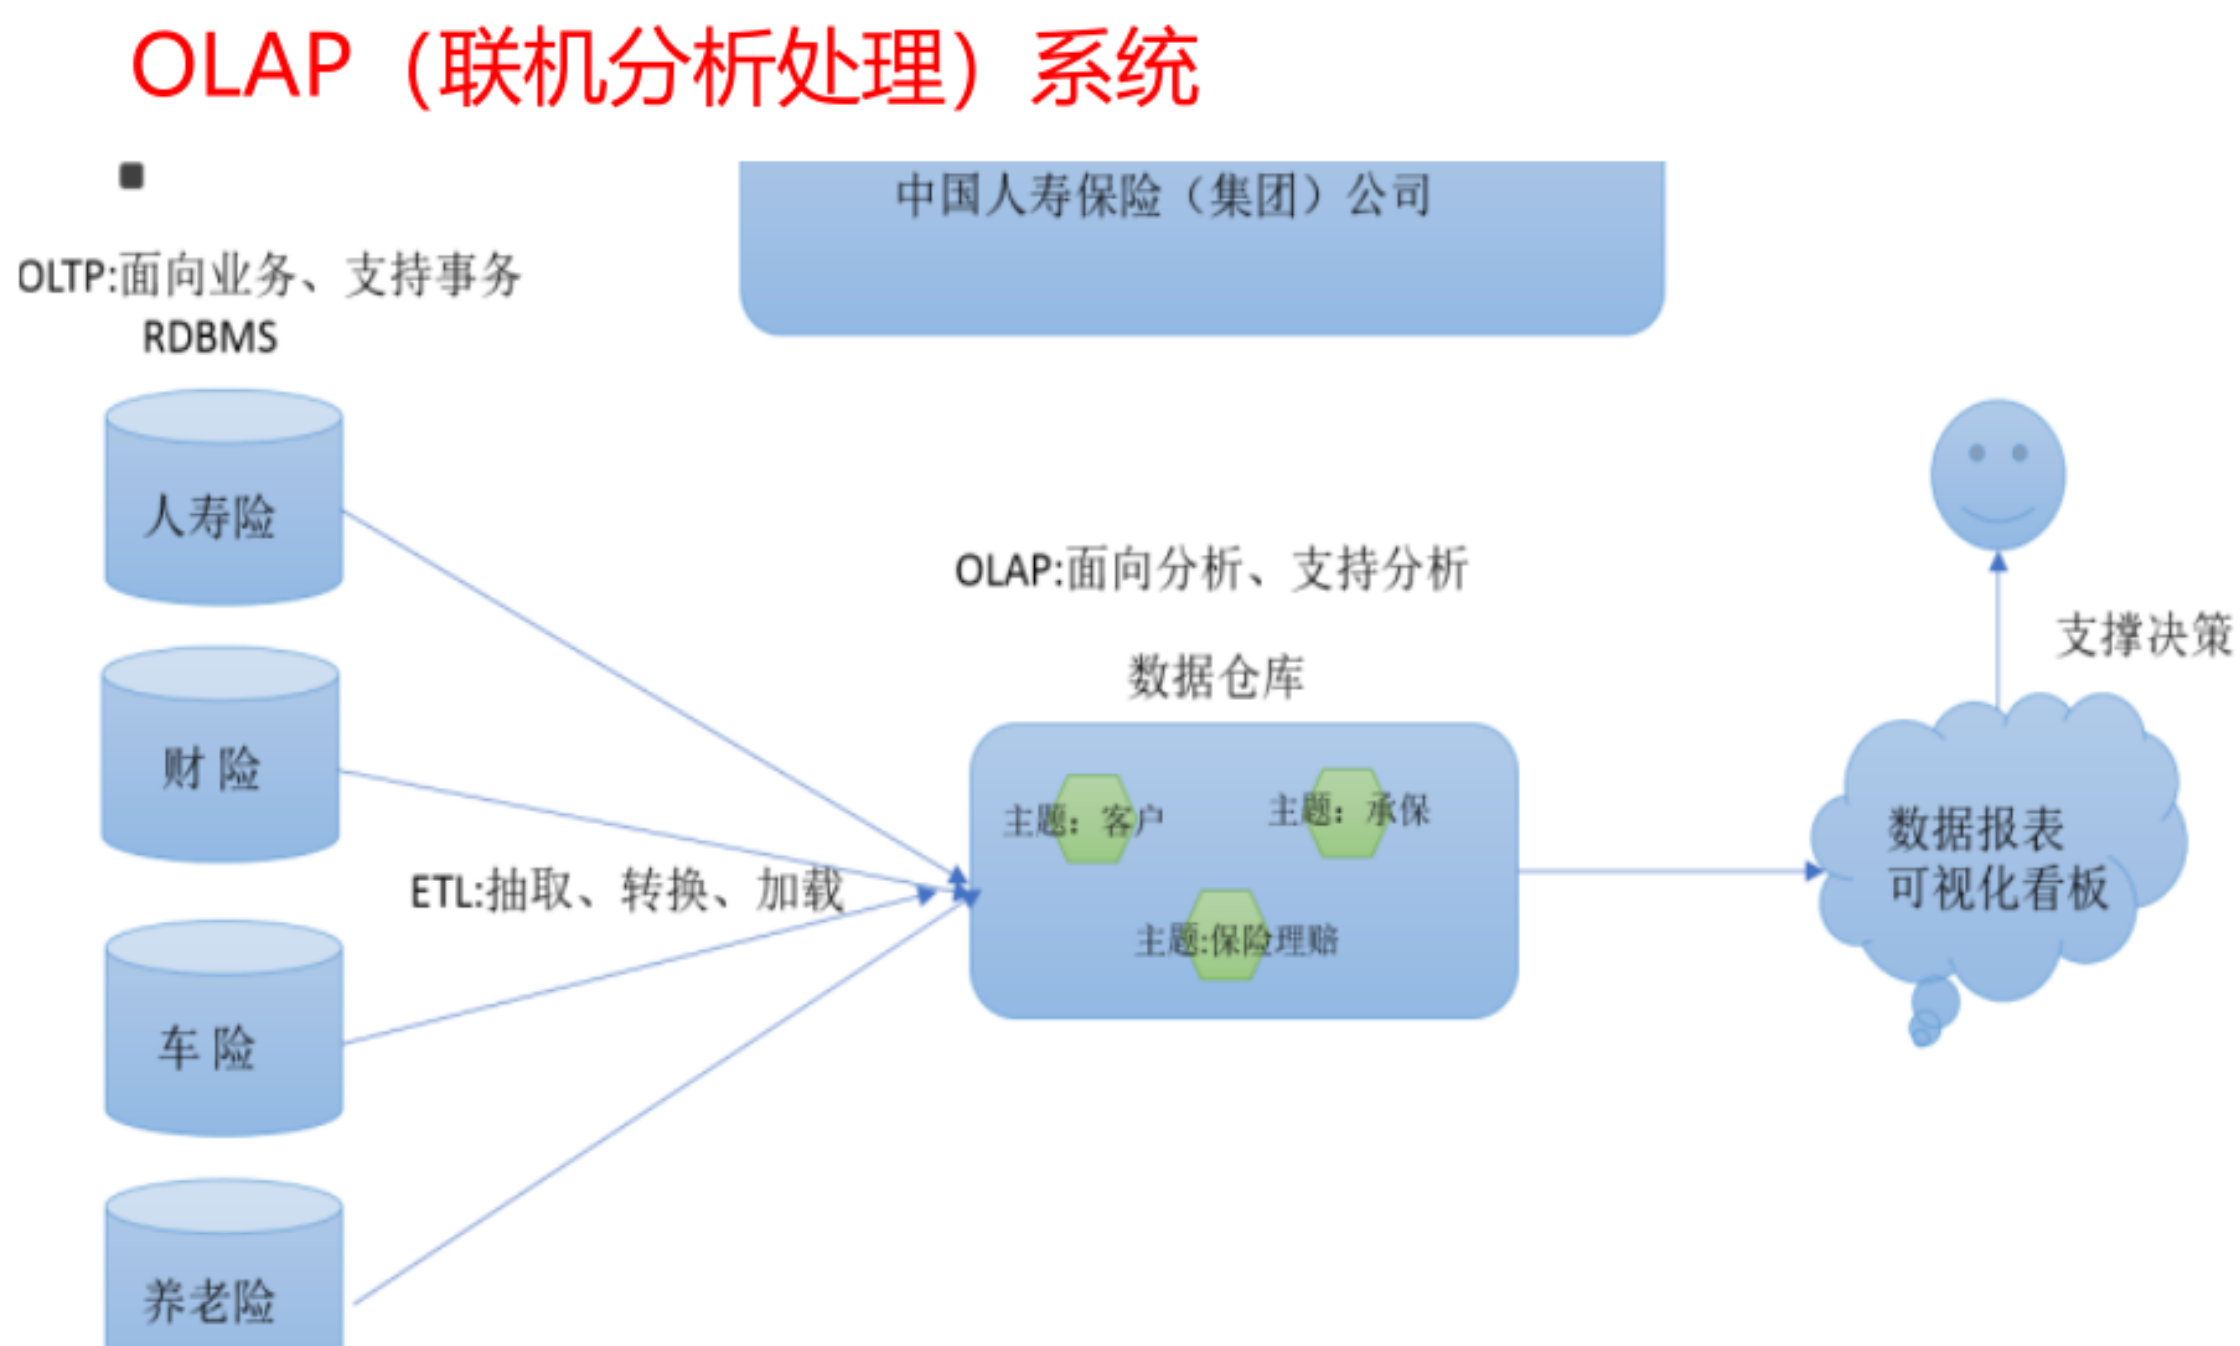 OLAP（联机分析处理）系统
中国人寿保险（集团）公司
OLTP:面向业务、支持事务
RDBMS
人寿险
财 险
车 险
养老险
ETL:抽取、转换、加载
OLAP:面向分析、支持分析
数据仓库
主题：客户
主题：承保
主题:保险理赔
支撑决策
数据报表
可视化看板